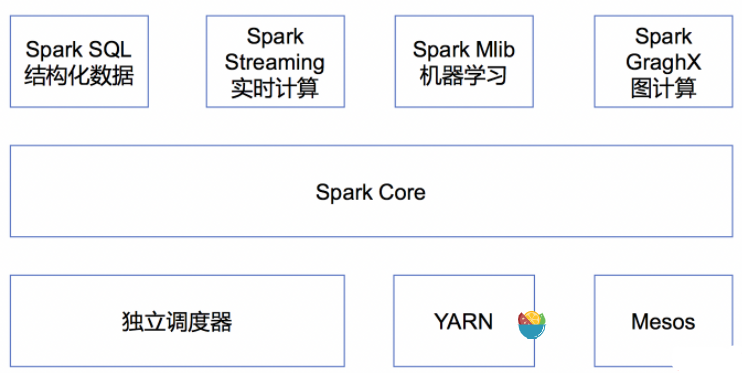 Spark SQL
结构化数据
Spark
Streaming
实时计算
Spark Mlib
机器学习
Spark
GraghX
图计算
Spark Core
独立调度器
YARN
Mesos